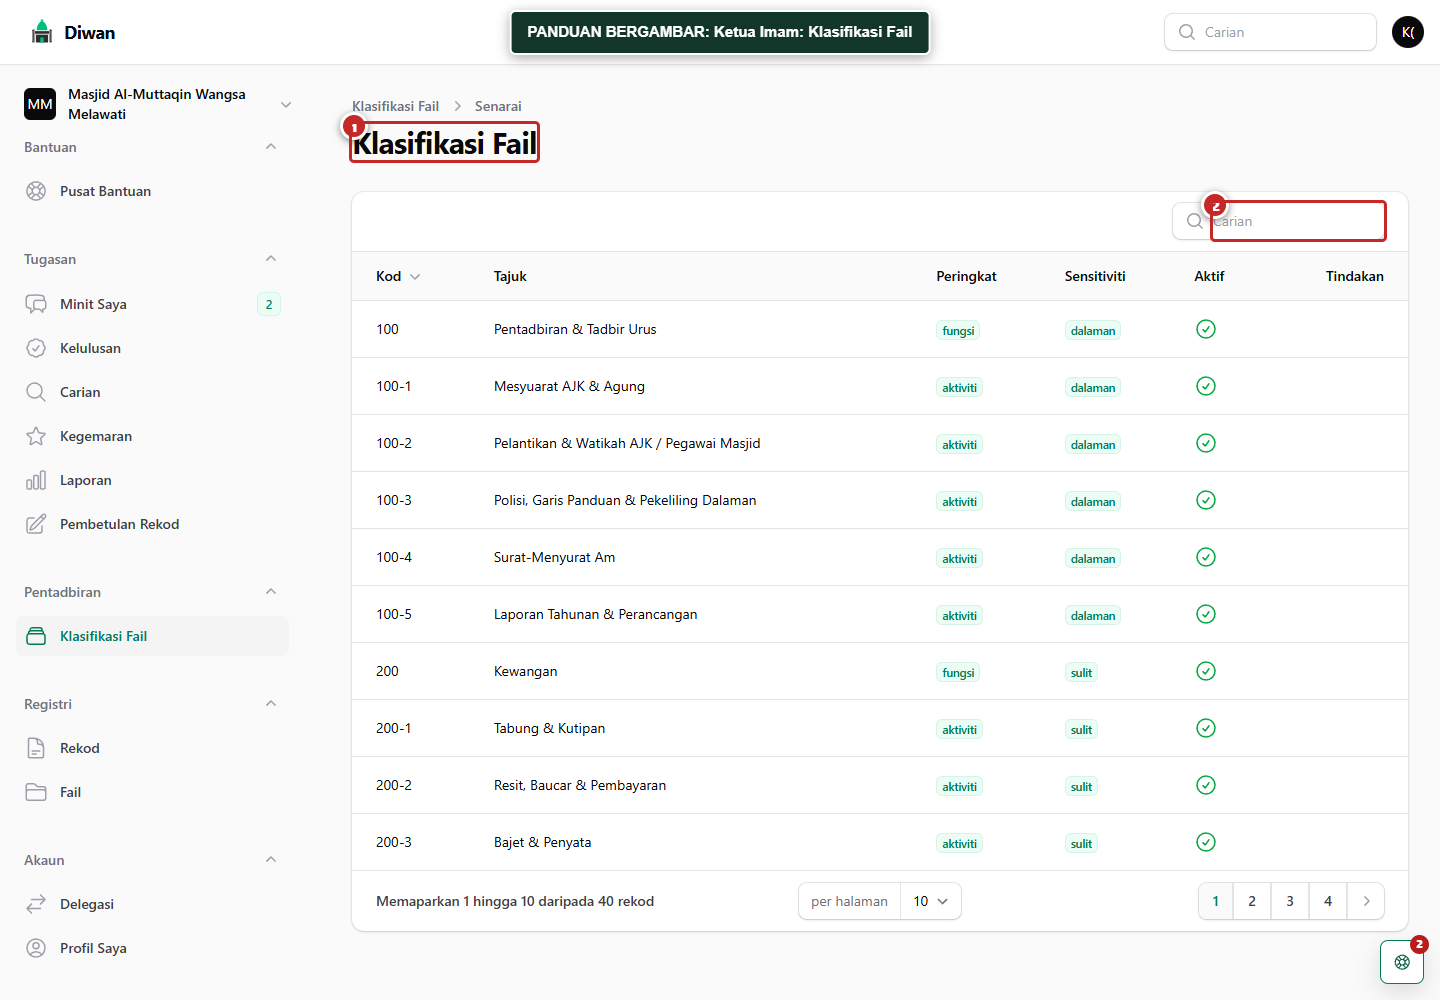 Diwan
PANDUAN BERGAMBAR: Ketua Imam: Klasifikasi Fail
Carian
K(
MM
Masjid Al-Muttaqin Wangsa
Melawati
Bantuan
Pusat Bantuan
Tugasan
Minit Saya
2
Kelulusan
Carian
Kegemaran
Laporan
Pembetulan Rekod
Pentadbiran
Klasifikasi Fail
Registri
Rekod
Fail
Akaun
Delegasi
Profil Saya
Klasifikasi Fail > Senarai
1
Klasifikasi Fail
2
Carian
Kod Tajuk Peringkat Sensitiviti Aktif Tindakan
100 Pentadbiran & Tadbir Urus fungsi dalaman
100-1 Mesyuarat AJK & Agung aktiviti dalaman
100-2 Pelantikan & Watikah AJK / Pegawai Masjid aktiviti dalaman
100-3 Polisi, Garis Panduan & Pekeliling Dalaman aktiviti dalaman
100-4 Surat-Menyurat Am aktiviti dalaman
100-5 Laporan Tahunan & Perancangan aktiviti dalaman
200 Kewangan fungsi sulit
200-1 Tabung & Kutipan aktiviti sulit
200-2 Resit, Baucar & Pembayaran aktiviti sulit
200-3 Bajet & Penyata aktiviti sulit
Memaparkan 1 hingga 10 daripada 40 rekod per halaman 10 1 2 3 4
2